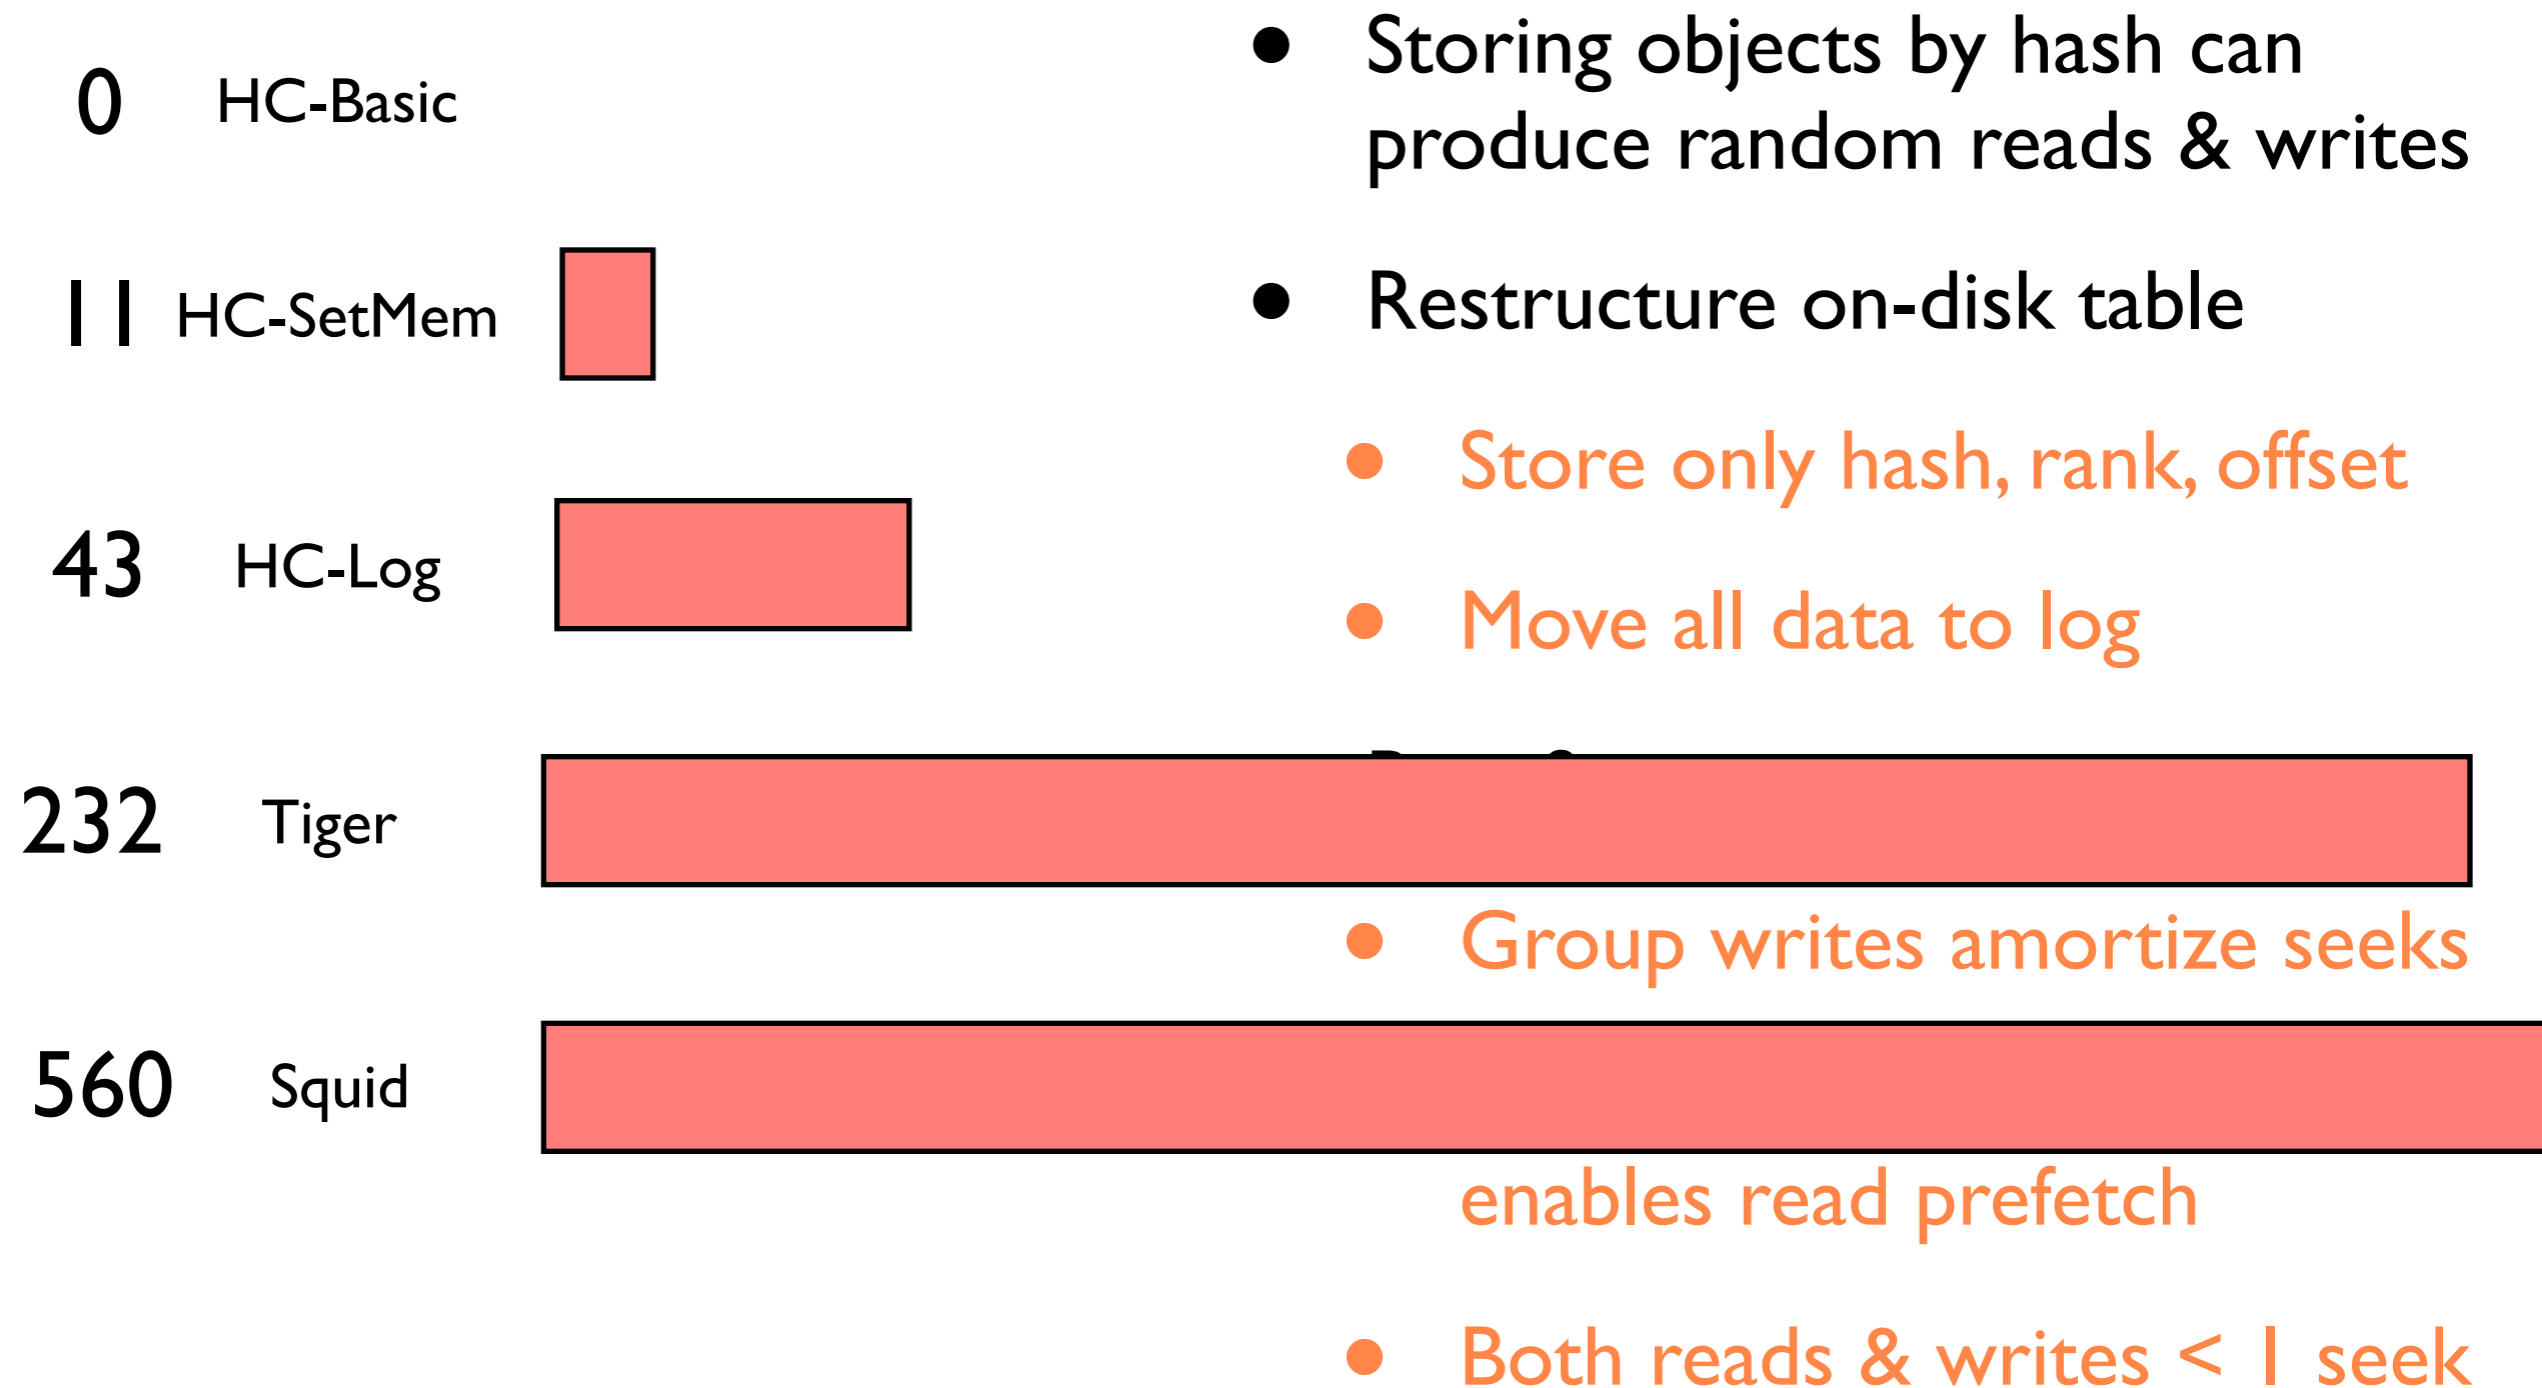 0 HC-Basic
11 HC-SetMem
43 HC-Log
232 Tiger
560 Squid
• Storing objects by hash can
produce random reads & writes
• Restructure on-disk table
• Store only hash, rank, offset
• Move all data to log
• Group writes amortize seeks
enables read prefetch
• Both reads & writes < 1 seek